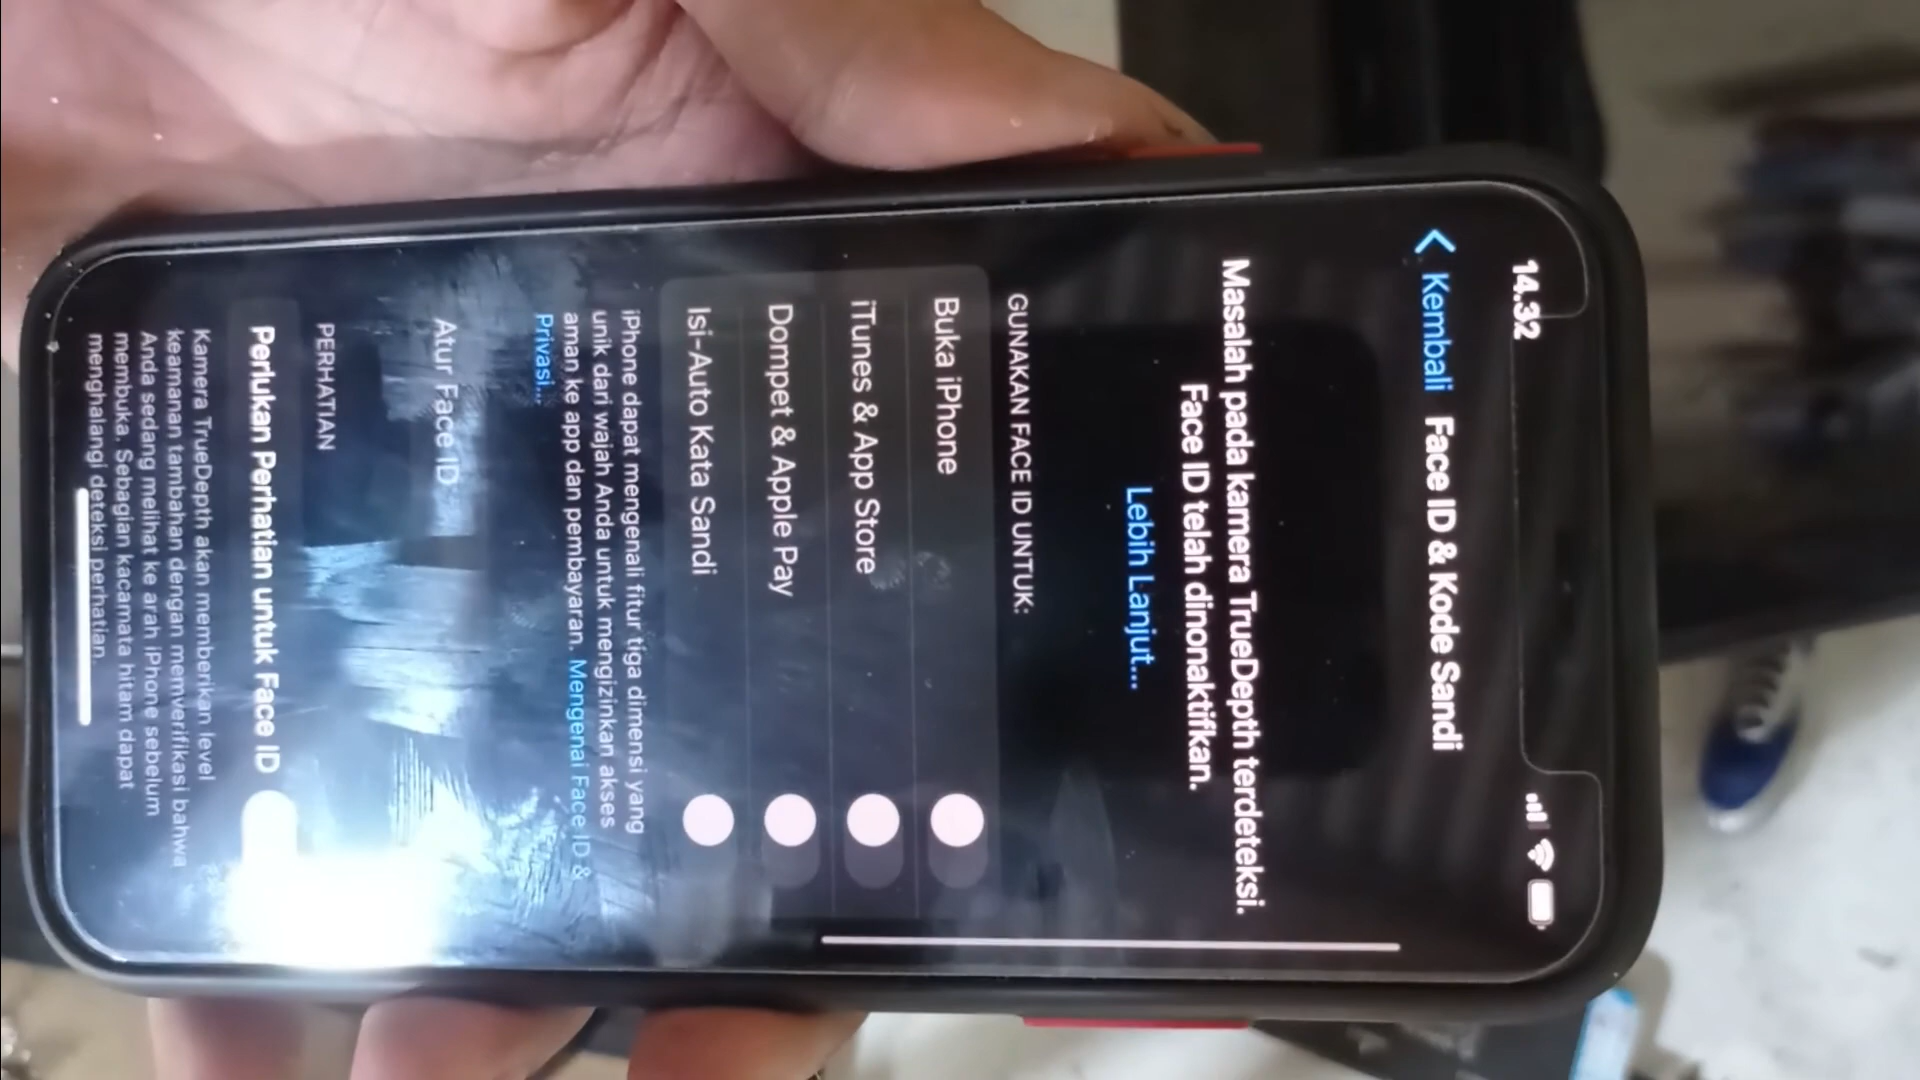 14.32
Kembali
Face ID & Kode Sandi
Masalah pada kamera TrueDepth terdeteksi.
Face ID telah dinonaktifkan.
Lebih Lanjut...
GUNAKAN FACE ID UNTUK:
Buka iPhone
iTunes & App Store
Dompet & Apple Pay
Isi-Auto Kata Sandi
iPhone dapat mengenali fitur tiga dimensi yang
unik dari wajah Anda untuk mengizinkan akses
aman ke app dan pembayaran. Mengenai Face ID &
Privasi...
Atur Face ID
PERHATIAN
Perlukan Perhatian untuk Face ID
Kamera TrueDepth akan memberikan level
keamanan tambahan dengan memverifikasi bahwa
Anda sedang melihat ke arah iPhone sebelum
membuka. Sebagian kacamata hitam dapat
menghalangi deteksi perhatian.